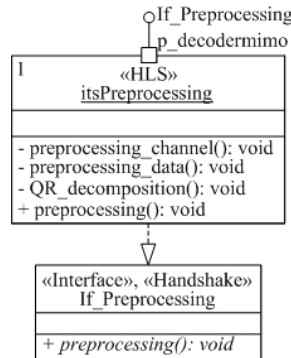 If_Preprocessing
p_decodermimo
1
«HLS»
itsPreprocessing
- preprocessing_channel(): void
- preprocessing_data(): void
- QR_decomposition(): void
+ preprocessing(): void
«Interface», «Handshake»
If_Preprocessing
+ preprocessing(): void